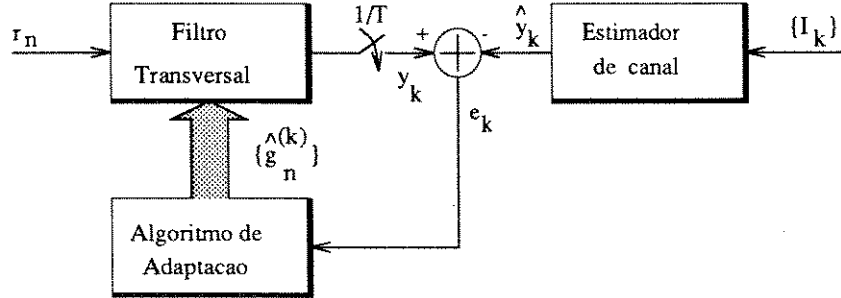 r_n
Filtro
Transversal
1/T
+
y_k
-
ŷ_k
Estimador
de canal
{I_k}
e_k
{ĝ_n^(k)}
Algoritmo de
Adaptacao